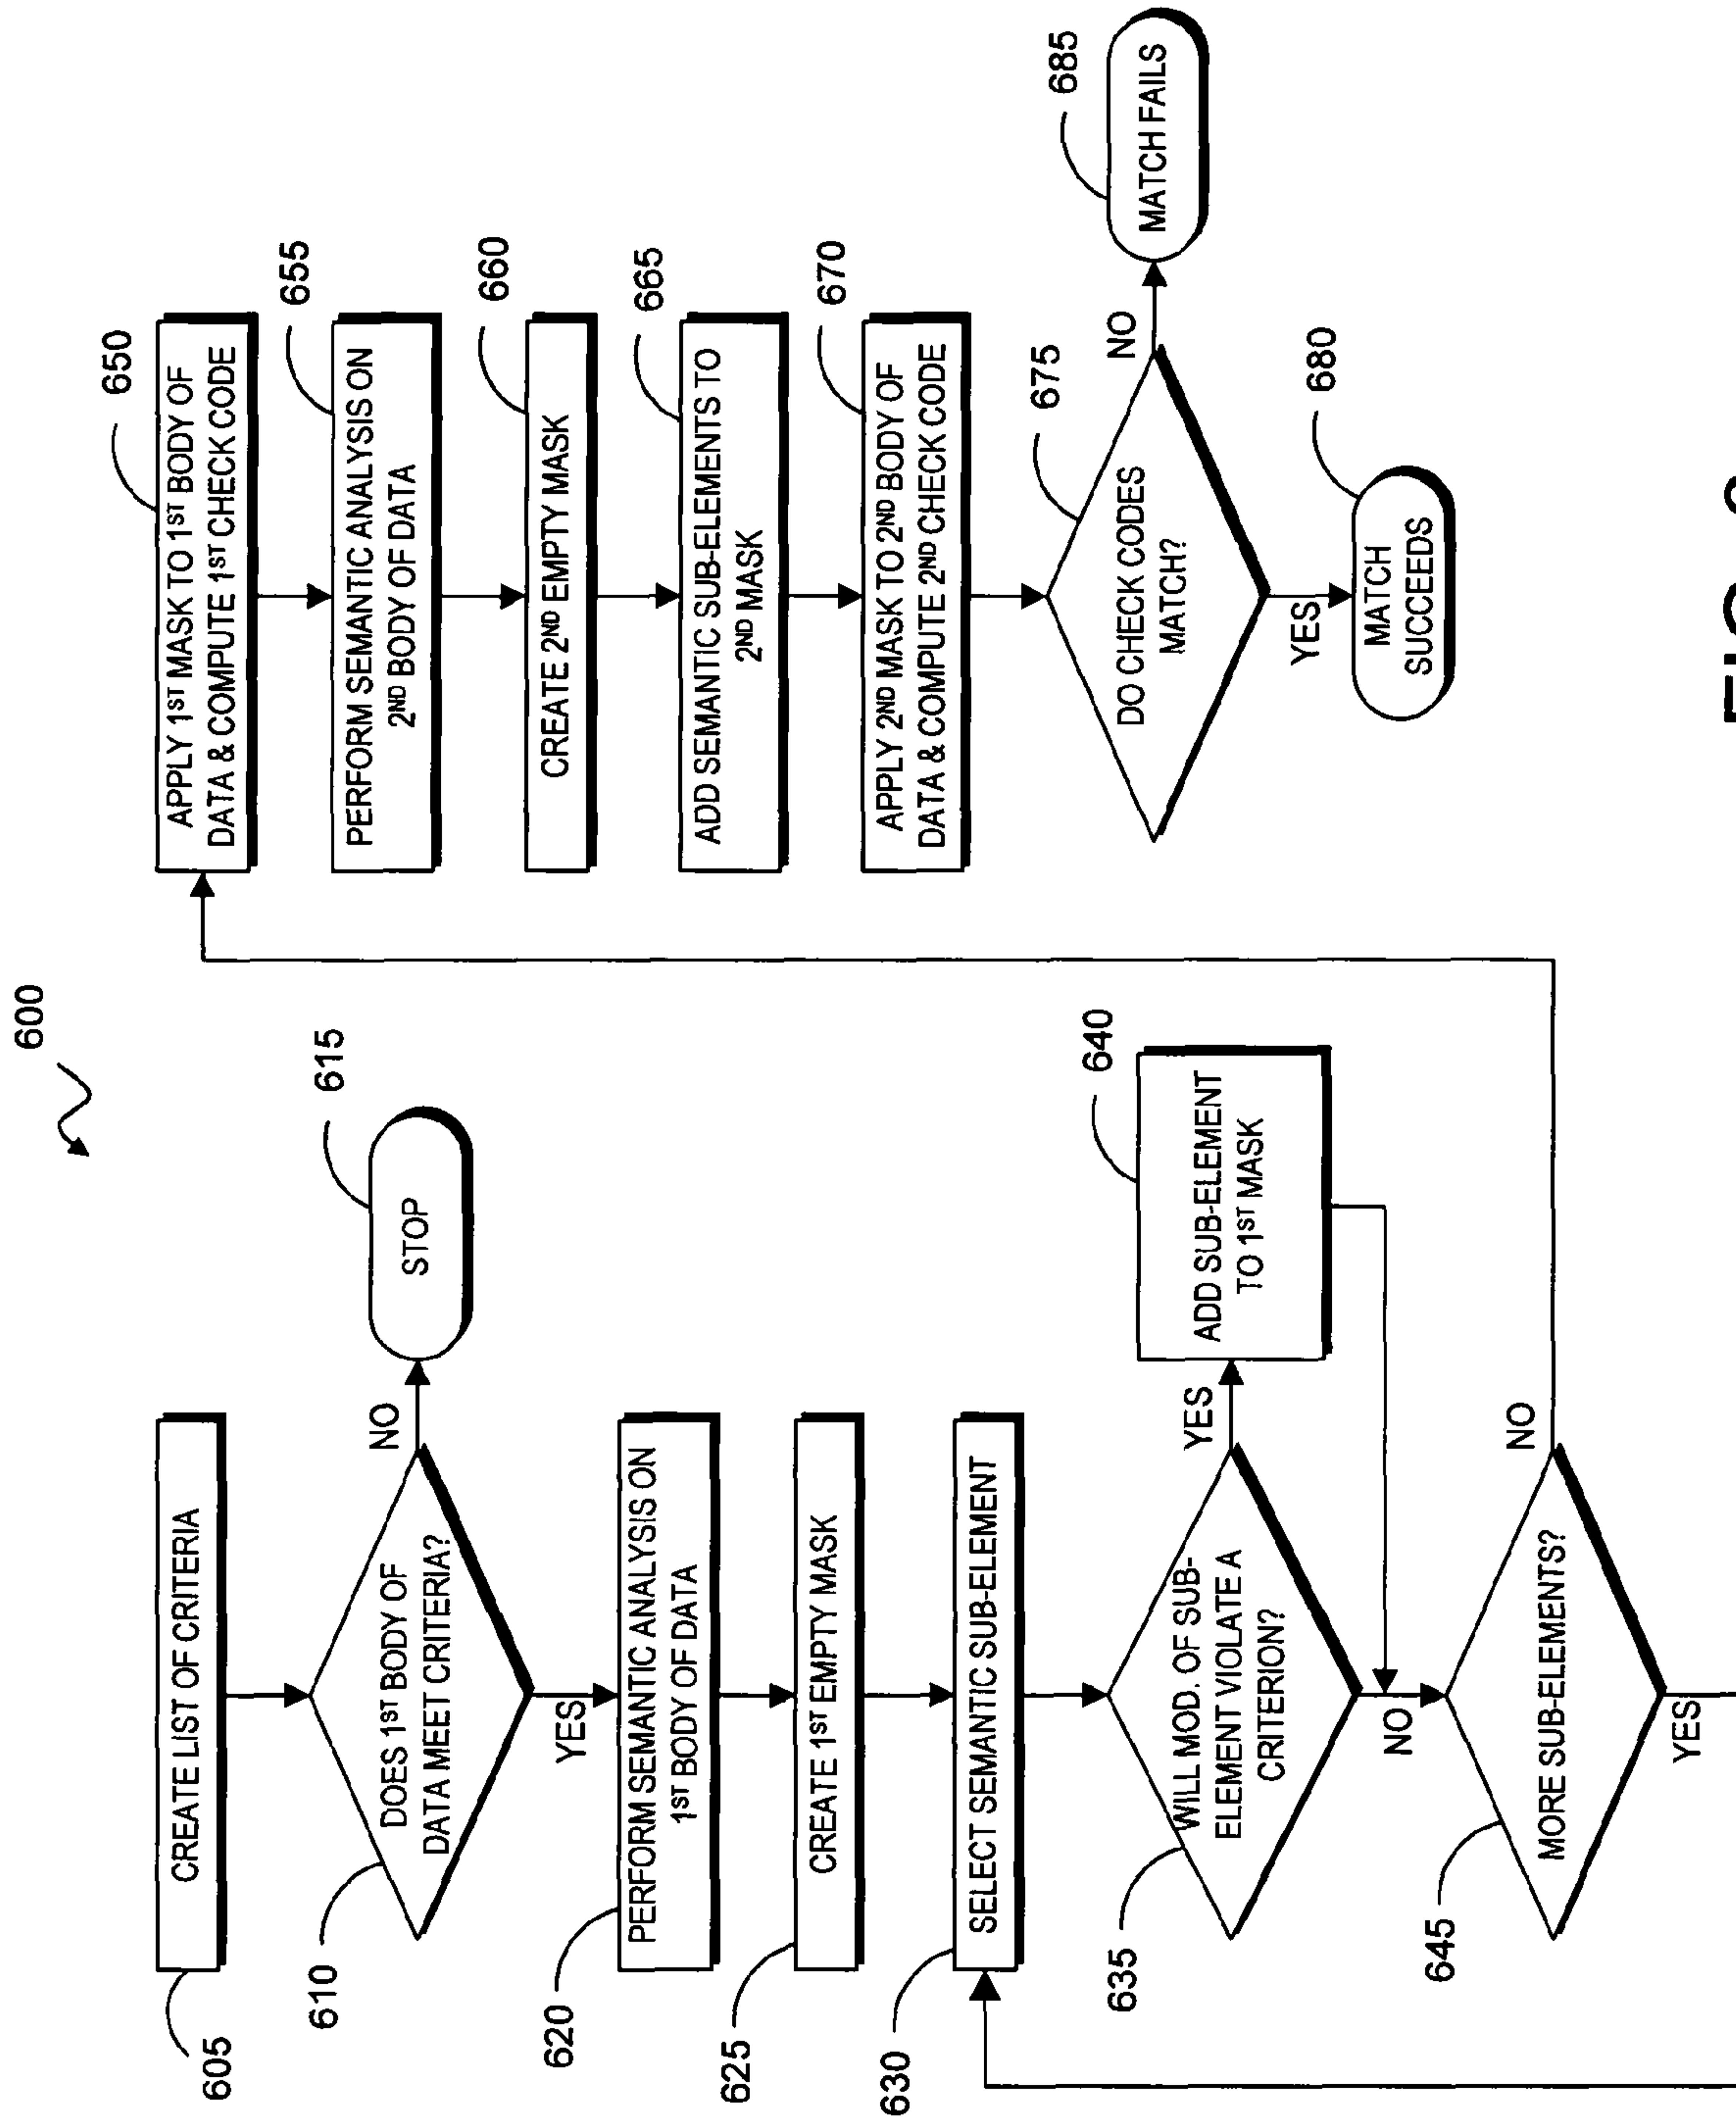 600
605
CREATE LIST OF CRITERIA
610
DOES 1ST BODY OF
DATA MEET CRITERIA?
NO
615
STOP
YES
620
PERFORM SEMANTIC ANALYSIS ON
1ST BODY OF DATA
625
CREATE 1ST EMPTY MASK
630
SELECT SEMANTIC SUB-ELEMENT
635
WILL MOD. OF SUB-
ELEMENT VIOLATE A
CRITERION?
YES
640
ADD SUB-ELEMENT
TO 1ST MASK
NO
645
MORE SUB-ELEMENTS?
NO
YES
650
APPLY 1ST MASK TO 1ST BODY OF
DATA & COMPUTE 1ST CHECK CODE
655
PERFORM SEMANTIC ANALYSIS ON
2ND BODY OF DATA
660
CREATE 2ND EMPTY MASK
665
ADD SEMANTIC SUB-ELEMENTS TO
2ND MASK
670
APPLY 2ND MASK TO 2ND BODY OF
DATA & COMPUTE 2ND CHECK CODE
675
DO CHECK CODES
MATCH?
NO
685
MATCH FAILS
YES
680
MATCH
SUCCEEDS